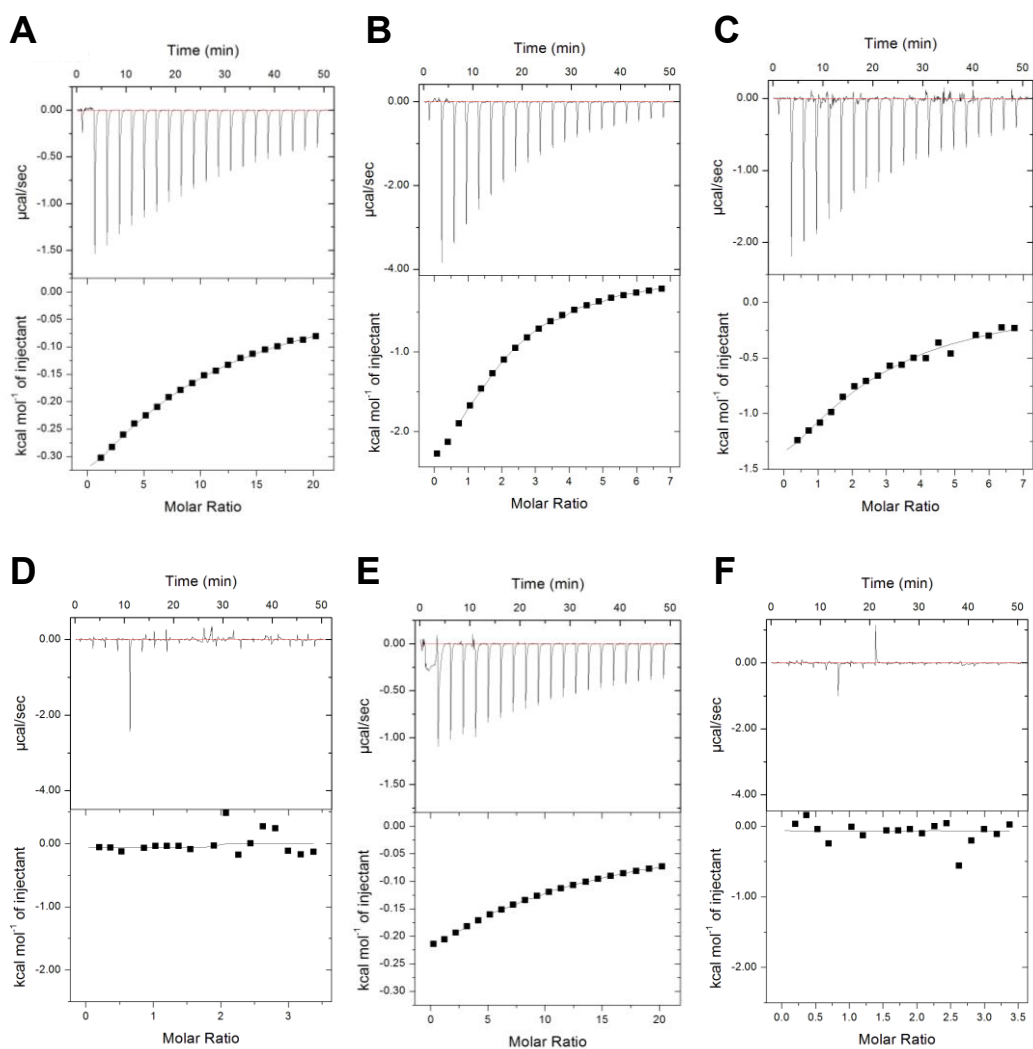 A
Time (min)
0 10 20 30 40 50
0.00
-0.50
-1.00
-1.50
µcal/sec
0.00
-0.05
-0.10
-0.15
-0.20
-0.25
-0.30
kcal mol⁻¹ of injectant
0 5 10 15 20
Molar Ratio
B
Time (min)
0 10 20 30 40 50
0.00
-2.00
-4.00
µcal/sec
-1.0
-2.0
kcal mol⁻¹ of injectant
0 1 2 3 4 5 6 7
Molar Ratio
C
Time (min)
0 10 20 30 40 50
0.00
-1.00
-2.00
µcal/sec
0.0
-0.5
-1.0
-1.5
kcal mol⁻¹ of injectant
0 1 2 3 4 5 6 7
Molar Ratio
D
Time (min)
0 10 20 30 40 50
0.00
-2.00
-4.00
µcal/sec
0.00
-1.00
-2.00
kcal mol⁻¹ of injectant
0 1 2 3
Molar Ratio
E
Time (min)
0 10 20 30 40 50
0.00
-0.50
-1.00
-1.50
µcal/sec
0.00
-0.05
-0.10
-0.15
-0.20
-0.25
-0.30
kcal mol⁻¹ of injectant
0 5 10 15 20
Molar Ratio
F
Time (min)
0 10 20 30 40 50
0.00
-2.00
-4.00
µcal/sec
0.00
-1.00
-2.00
kcal mol⁻¹ of injectant
0.0 0.5 1.0 1.5 2.0 2.5 3.0 3.5
Molar Ratio